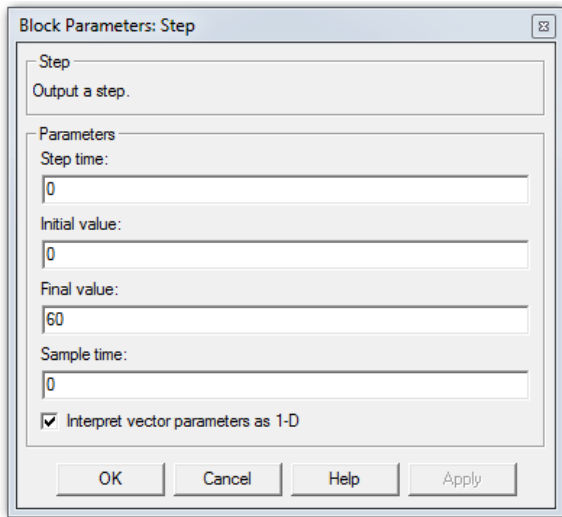 Block Parameters: Step
Step
Output a step.
Parameters
Step time:
0
Initial value:
0
Final value:
60
Sample time:
0
Interpret vector parameters as 1-D
OK Cancel Help Apply